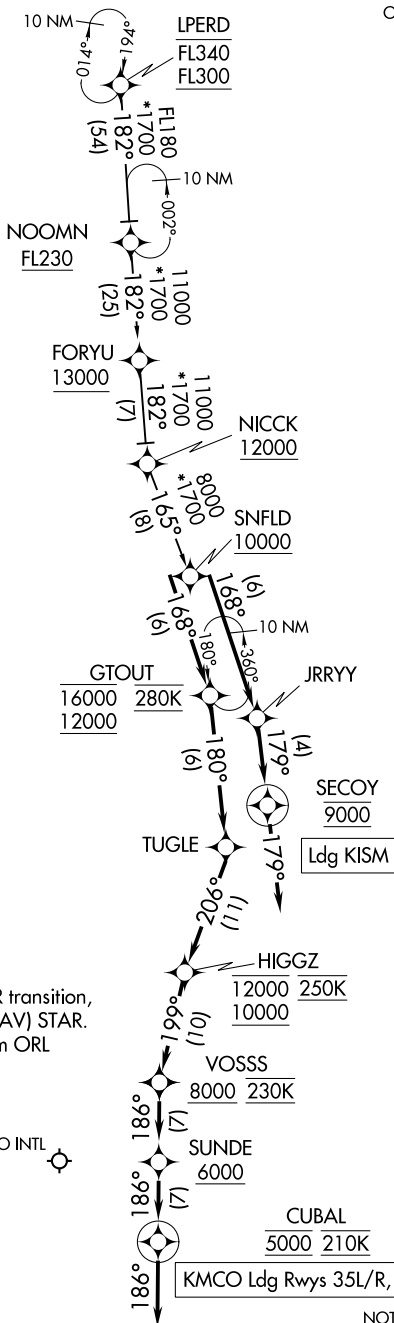 O
10 NM
194°
014°
LPERD
FL340
FL300
FL180
*1700
182°
(54)
10 NM
002°
NOOMN
FL230
11000
*1700
182°
(25)
FORYU
13000
11000
*1700
182°
(7)
NICCK
12000
8000
*1700
165°
(8)
SNFLD
10000
168°
(6)
168°
(6)
10 NM
180°
360°
GTOUT
16000 280K
12000
JRRYY
180°
(6)
179°
(4)
SECOY
9000
179°
Ldg KISM
TUGLE
206°
(11)
HIGGZ
12000 250K
10000
R transition,
AV) STAR.
n ORL
199°
(10)
VOSSS
8000 230K
186°
(7)
O INTL
SUNDE
6000
186°
(7)
CUBAL
5000 210K
186°
KMCO Ldg Rwys 35L/R,
NOT